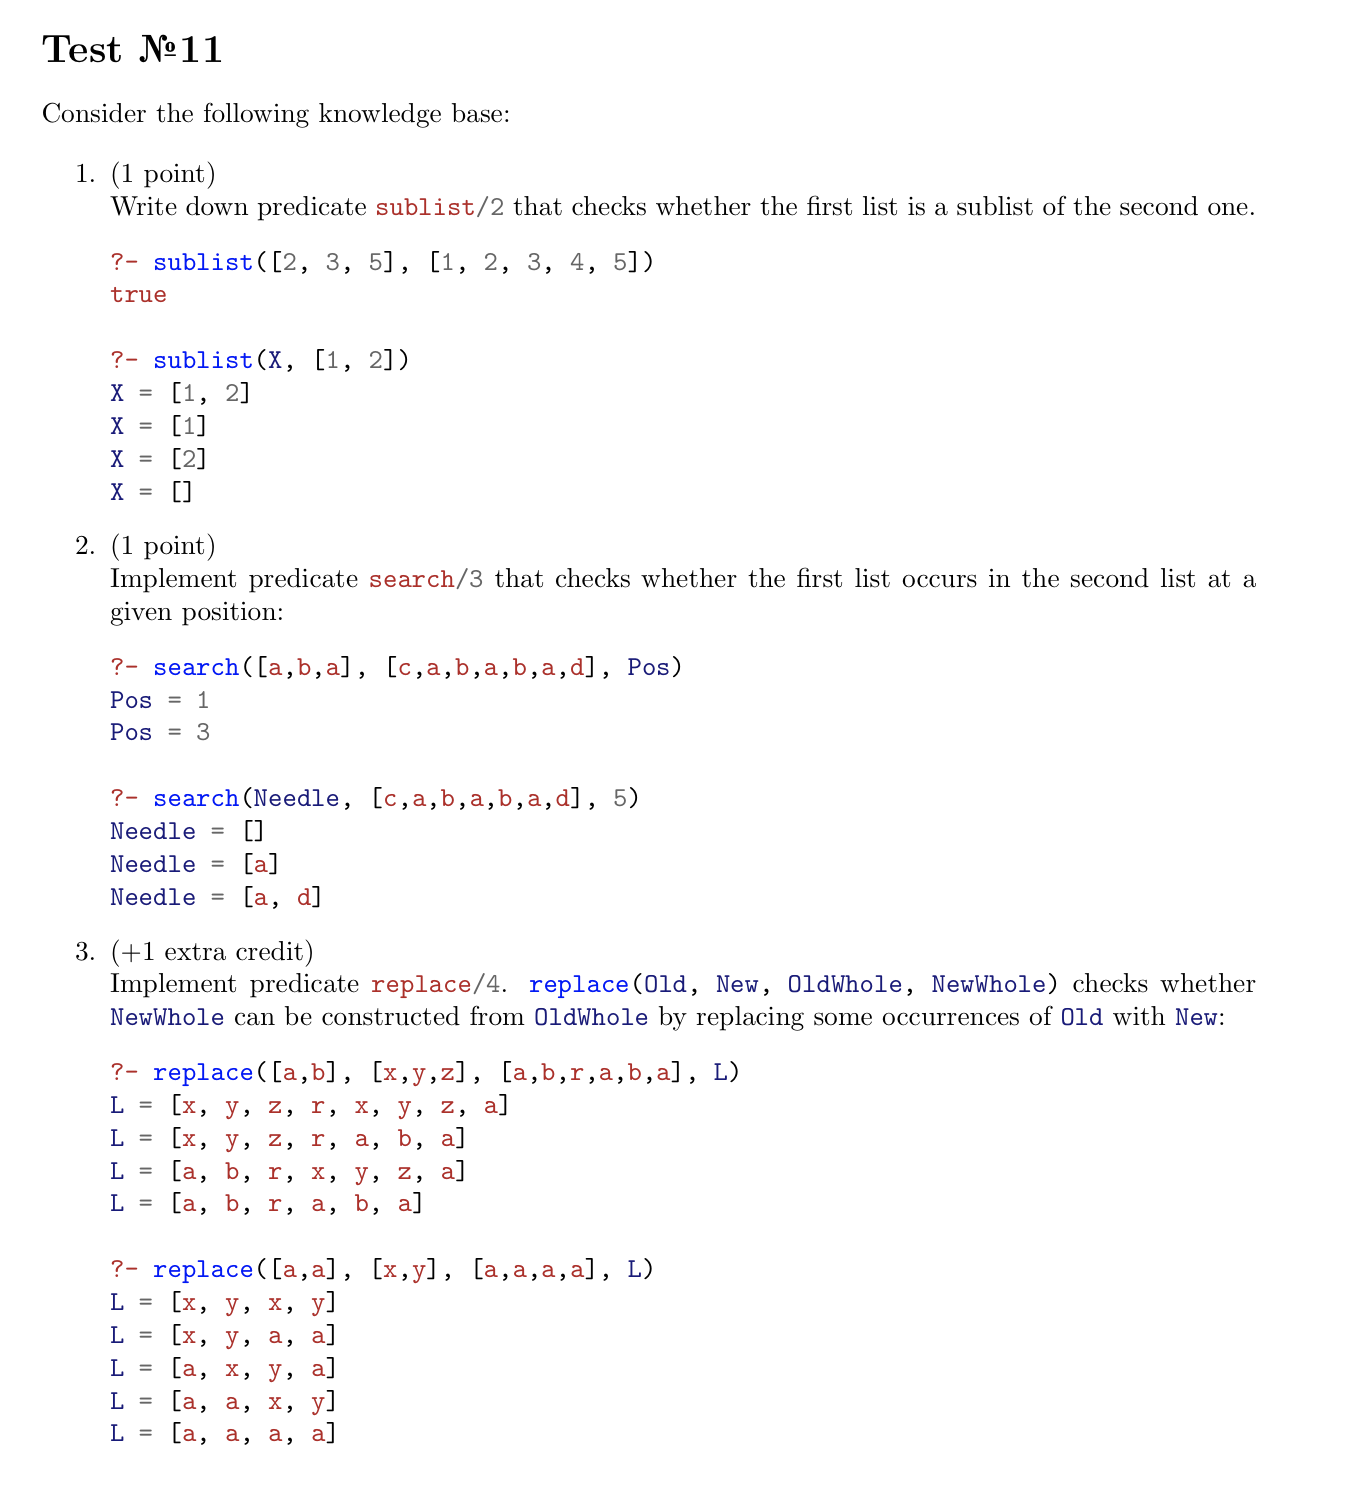 Test №11
Consider the following knowledge base:
1. (1 point)
Write down predicate sublist/2 that checks whether the first list is a sublist of the second one.
?- sublist([2, 3, 5], [1, 2, 3, 4, 5])
true
?- sublist(X, [1, 2])
X = [1, 2]
X = [1]
X = [2]
X = []
2. (1 point)
Implement predicate search/3 that checks whether the first list occurs in the second list at a
given position:
?- search([a,b,a], [c,a,b,a,b,a,d], Pos)
Pos = 1
Pos = 3
?- search(Needle, [c,a,b,a,b,a,d], 5)
Needle = []
Needle = [a]
Needle = [a, d]
3. (+1 extra credit)
Implement predicate replace/4. replace(Old, New, OldWhole, NewWhole) checks whether
NewWhole can be constructed from OldWhole by replacing some occurrences of Old with New:
?- replace([a,b], [x,y,z], [a,b,r,a,b,a], L)
L = [x, y, z, r, x, y, z, a]
L = [x, y, z, r, a, b, a]
L = [a, b, r, x, y, z, a]
L = [a, b, r, a, b, a]
?- replace([a,a], [x,y], [a,a,a,a], L)
L = [x, y, x, y]
L = [x, y, a, a]
L = [a, x, y, a]
L = [a, a, x, y]
L = [a, a, a, a]